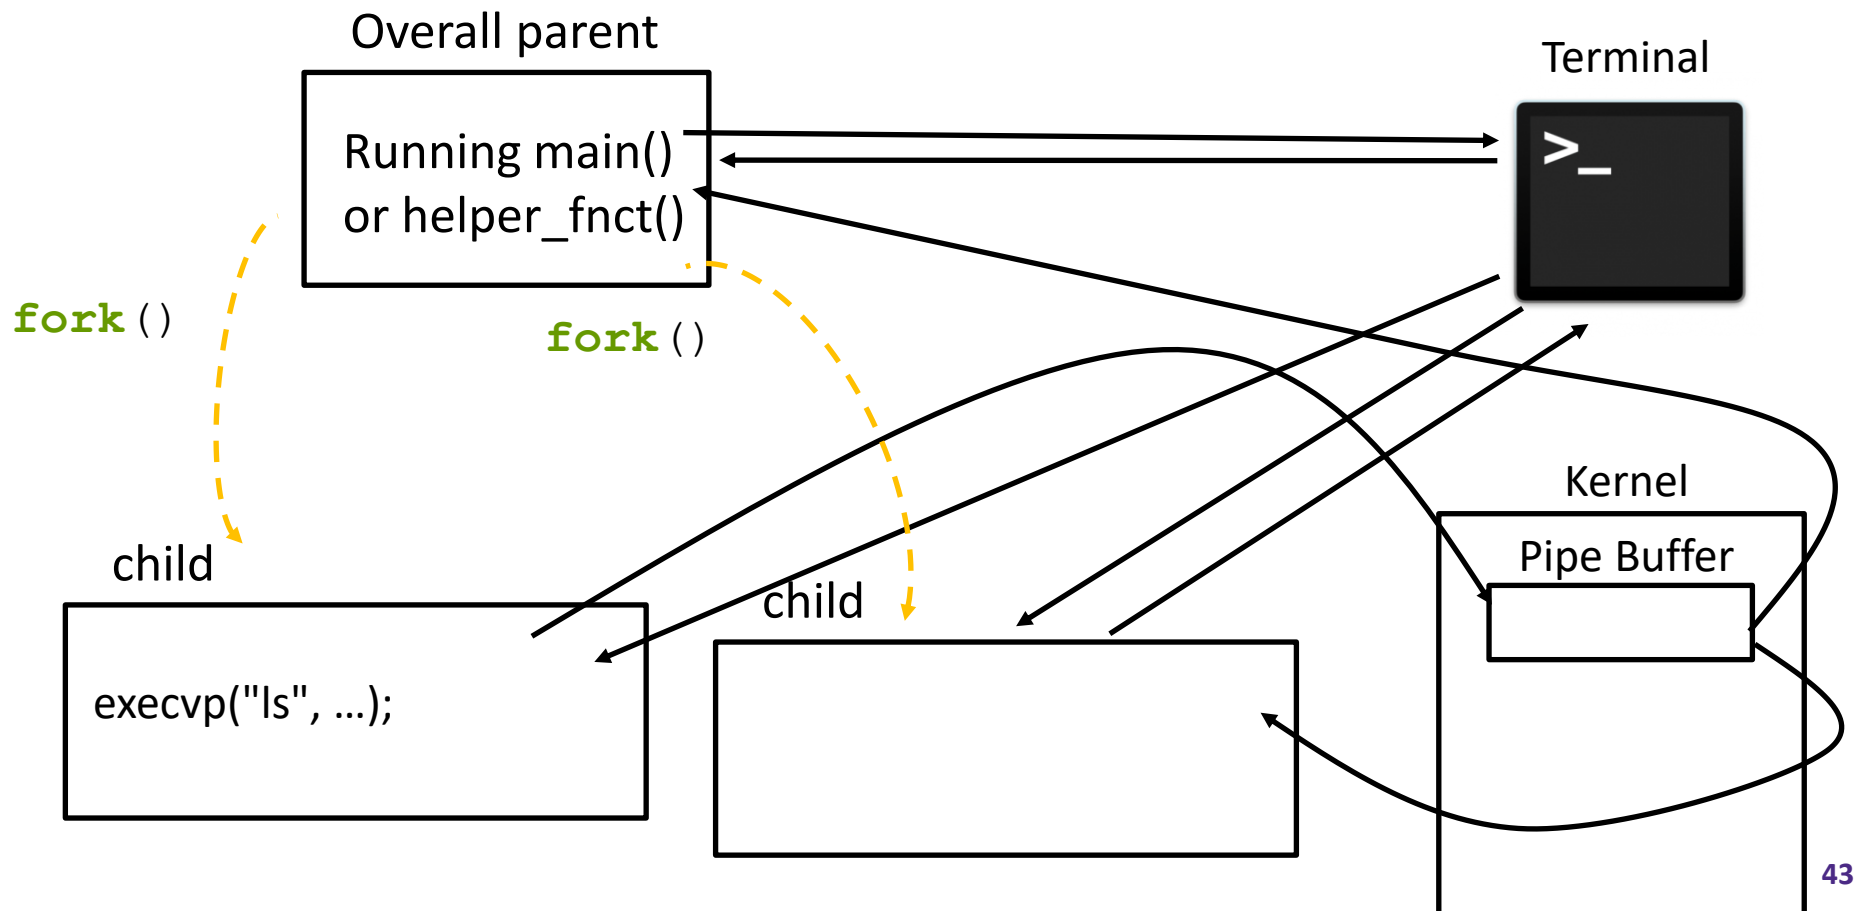 Overall parent
Terminal
>_
Running main()
or helper_fnct()
fork()
fork()
Kernel
Pipe Buffer
child
child
execvp("ls", …);
43